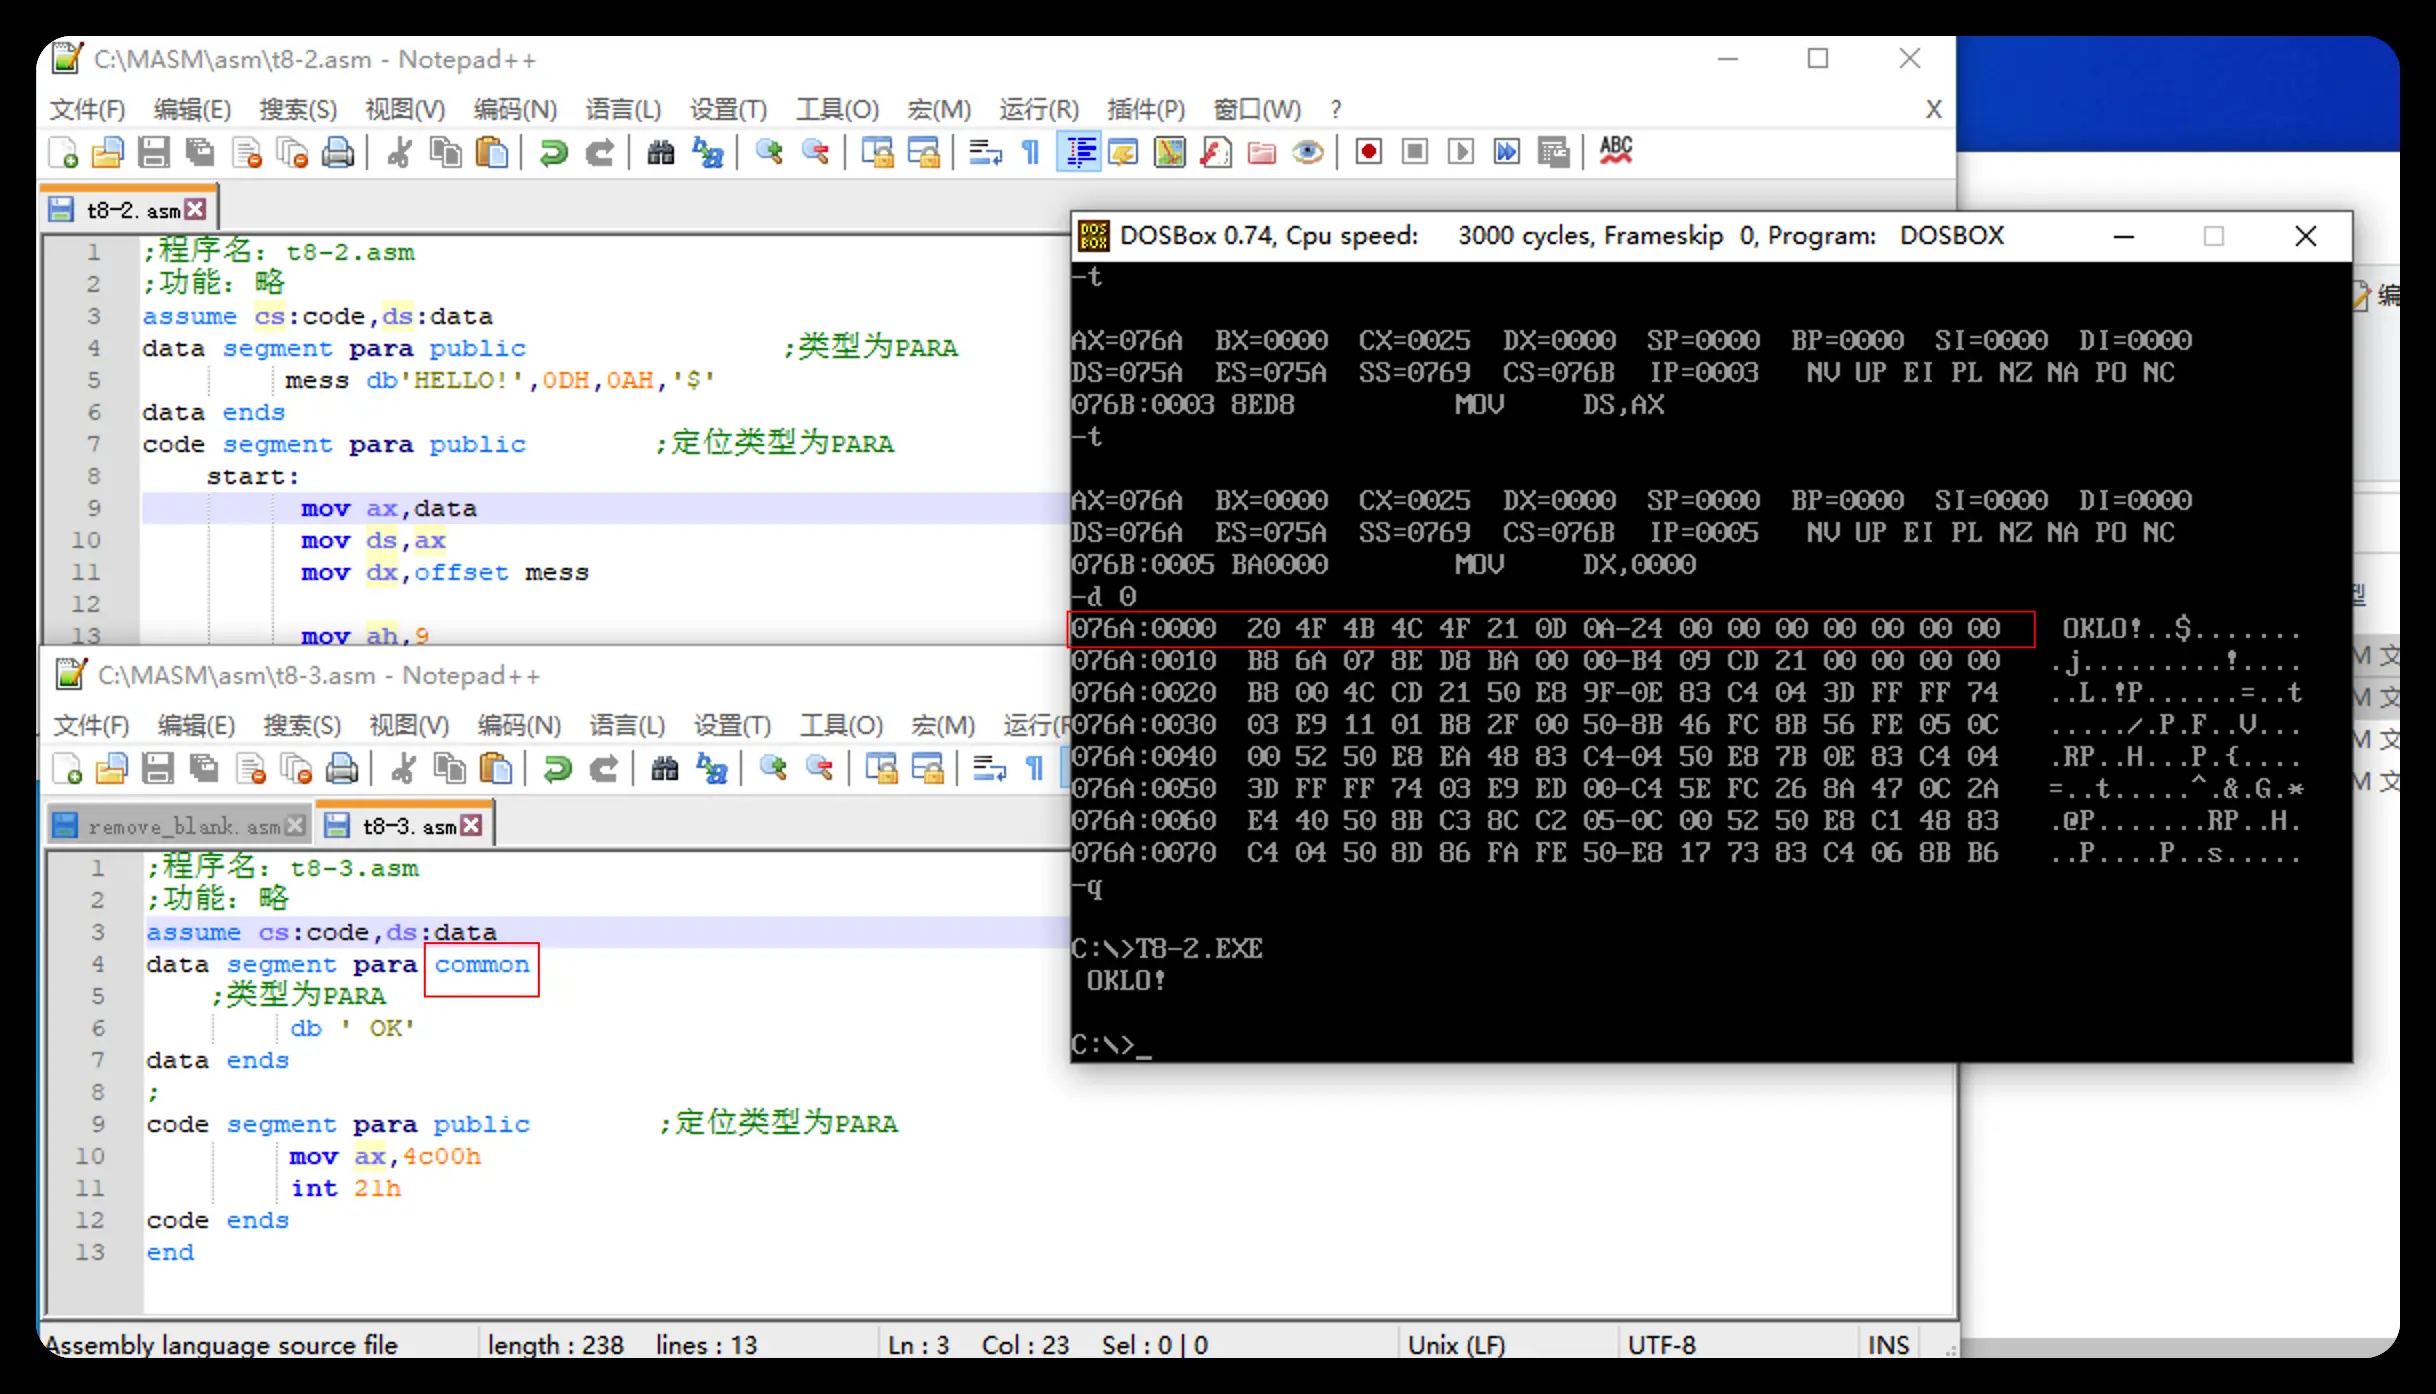 C:\MASM\asm\t8-2.asm - Notepad++
文件(F) 编辑(E) 搜索(S) 视图(V) 编码(N) 语言(L) 设置(T) 工具(O) 宏(M) 运行(R) 插件(P) 窗口(W) ? X
ABC
t8-2.asm
1 ;程序名: t8-2.asm
2 ;功能: 略
3 assume cs:code,ds:data
4 data segment para public ;类型为PARA
5 mess db'HELLO!',0DH,0AH,'$'
6 data ends
7 code segment para public ;定位类型为PARA
8 start:
9 mov ax,data
10 mov ds,ax
11 mov dx,offset mess
12
13 mov ah,9
C:\MASM\asm\t8-3.asm - Notepad++
文件(F) 编辑(E) 搜索(S) 视图(V) 编码(N) 语言(L) 设置(T) 工具(O) 宏(M) 运行(R
remove_blank.asm t8-3.asm
1 ;程序名: t8-3.asm
2 ;功能: 略
3 assume cs:code,ds:data
4 data segment para common
5 ;类型为PARA
6 db ' OK'
7 data ends
8 ;
9 code segment para public ;定位类型为PARA
10 mov ax,4c00h
11 int 21h
12 code ends
13 end
Assembly language source file length : 238 lines : 13 Ln : 3 Col : 23 Sel : 0 | 0 Unix (LF) UTF-8 INS
DOS BOX DOSBox 0.74, Cpu speed: 3000 cycles, Frameskip 0, Program: DOSBOX
-t
AX=076A BX=0000 CX=0025 DX=0000 SP=0000 BP=0000 SI=0000 DI=0000
DS=075A ES=075A SS=0769 CS=076B IP=0003 NV UP EI PL NZ NA PO NC
076B:0003 8ED8 MOV DS,AX
-t
AX=076A BX=0000 CX=0025 DX=0000 SP=0000 BP=0000 SI=0000 DI=0000
DS=076A ES=075A SS=0769 CS=076B IP=0005 NV UP EI PL NZ NA PO NC
076B:0005 BA0000 MOV DX,0000
-d 0
076A:0000 20 4F 4B 4C 4F 21 0D 0A-24 00 00 00 00 00 00 00 OKLO!..$.......
076A:0010 B8 6A 07 8E D8 BA 00 00-B4 09 CD 21 00 00 00 00 .j.........!....
076A:0020 B8 00 4C CD 21 50 E8 9F-0E 83 C4 04 3D FF FF 74 ..L.!P......=..t
076A:0030 03 E9 11 01 B8 2F 00 50-8B 46 FC 8B 56 FE 05 0C ...../.P.F..V...
076A:0040 00 52 50 E8 EA 48 83 C4-04 50 E8 7B 0E 83 C4 04 .RP..H...P.{....
076A:0050 3D FF FF 74 03 E9 ED 00-C4 5E FC 26 8A 47 0C 2A =..t.....^.&.G.*
076A:0060 E4 40 50 8B C3 8C C2 05-0C 00 52 50 E8 C1 48 83 .@P.......RP..H.
076A:0070 C4 04 50 8D 86 FA FE 50-E8 17 73 83 C4 06 8B B6 ..P....P..s.....
-q
C:\>T8-2.EXE
OKLO!
C:\>_
编
型
M 文
M 文
M 文
M 文